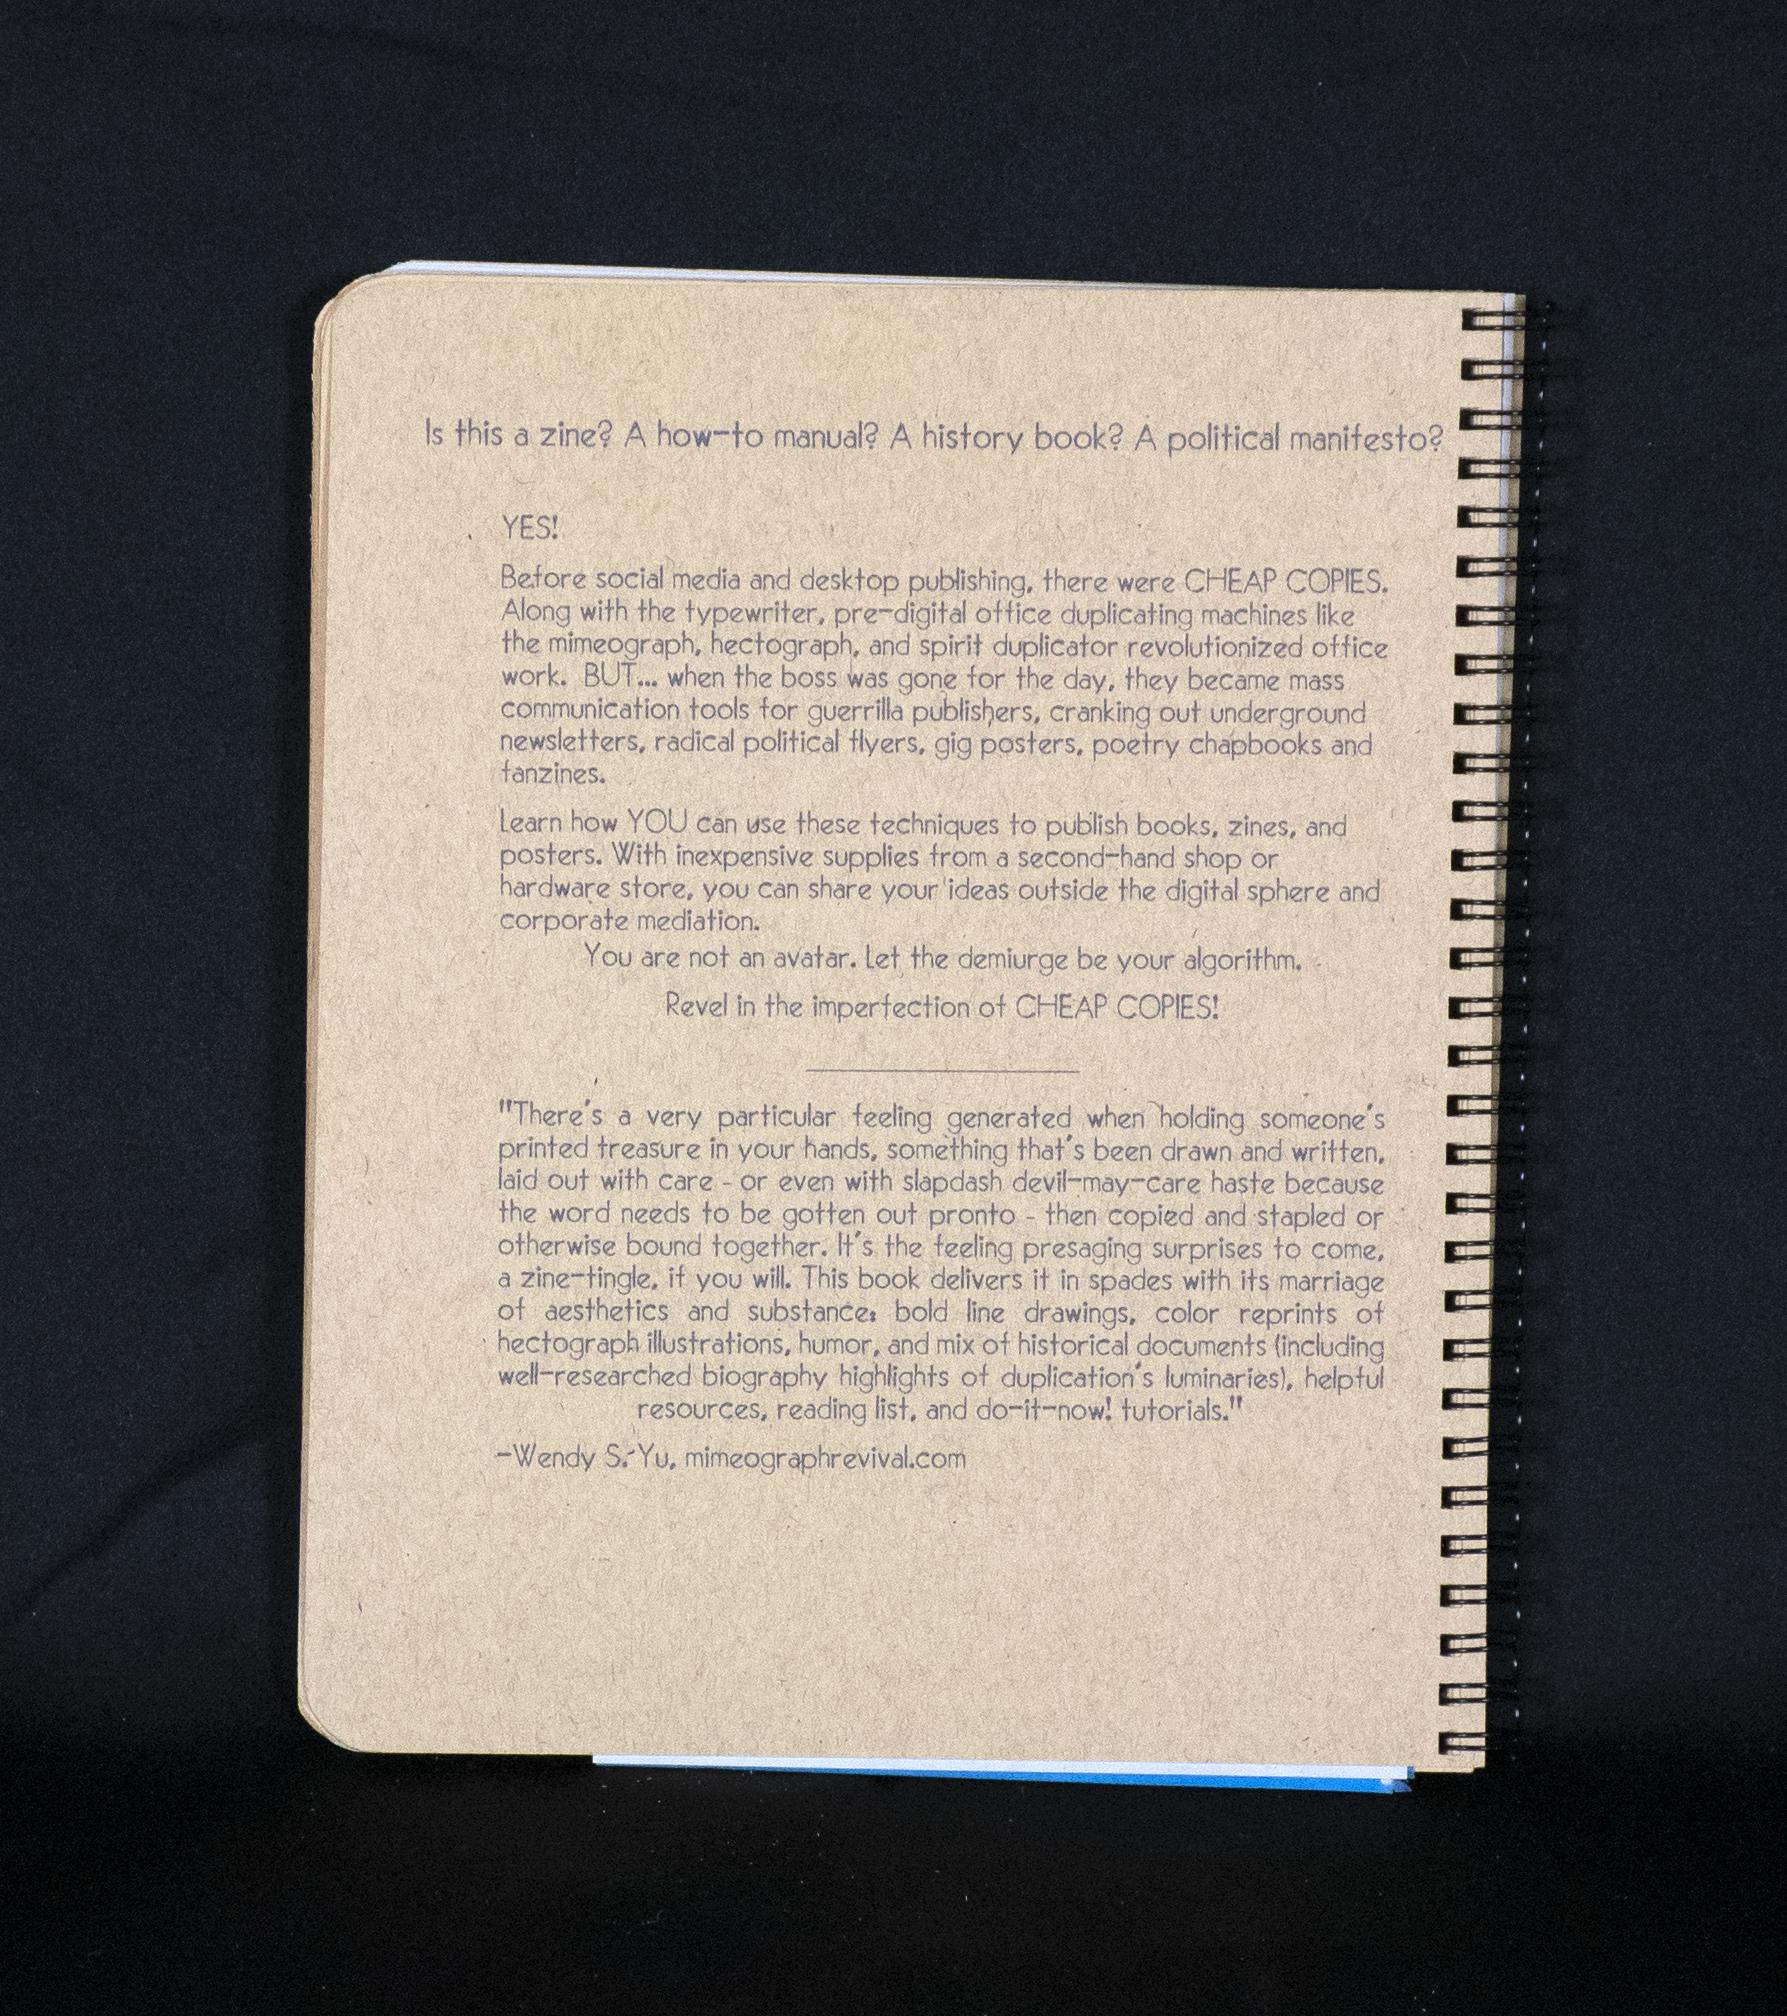 Is this a zine? A how-to manual? A history book? A political manifesto?
YES!
Before social media and desktop publishing, there were CHEAP COPIES.
Along with the typewriter, pre-digital office duplicating machines like
the mimeograph, hectograph, and spirit duplicator revolutionized office
work.  BUT... when the boss was gone for the day, they became mass
communication tools for guerrilla publishers, cranking out underground
newsletters, radical political flyers, gig posters, poetry chapbooks and
fanzines.
Learn how YOU can use these techniques to publish books, zines, and
posters. With inexpensive supplies from a second-hand shop or
hardware store, you can share your ideas outside the digital sphere and
corporate mediation.
You are not an avatar. Let the demiurge be your algorithm.
Revel in the imperfection of CHEAP COPIES!
"There's a very particular feeling generated when holding someone's
printed treasure in your hands, something that's been drawn and written,
laid out with care - or even with slapdash devil-may-care haste because
the word needs to be gotten out pronto - then copied and stapled or
otherwise bound together. It's the feeling presaging surprises to come,
a zine-tingle, if you will. This book delivers it in spades with its marriage
of aesthetics and substance: bold line drawings, color reprints of
hectograph illustrations, humor, and mix of historical documents (including
well-researched biography highlights of duplication's luminaries), helpful
resources, reading list, and do-it-now! tutorials."
-Wendy S. Yu, mimeographrevival.com